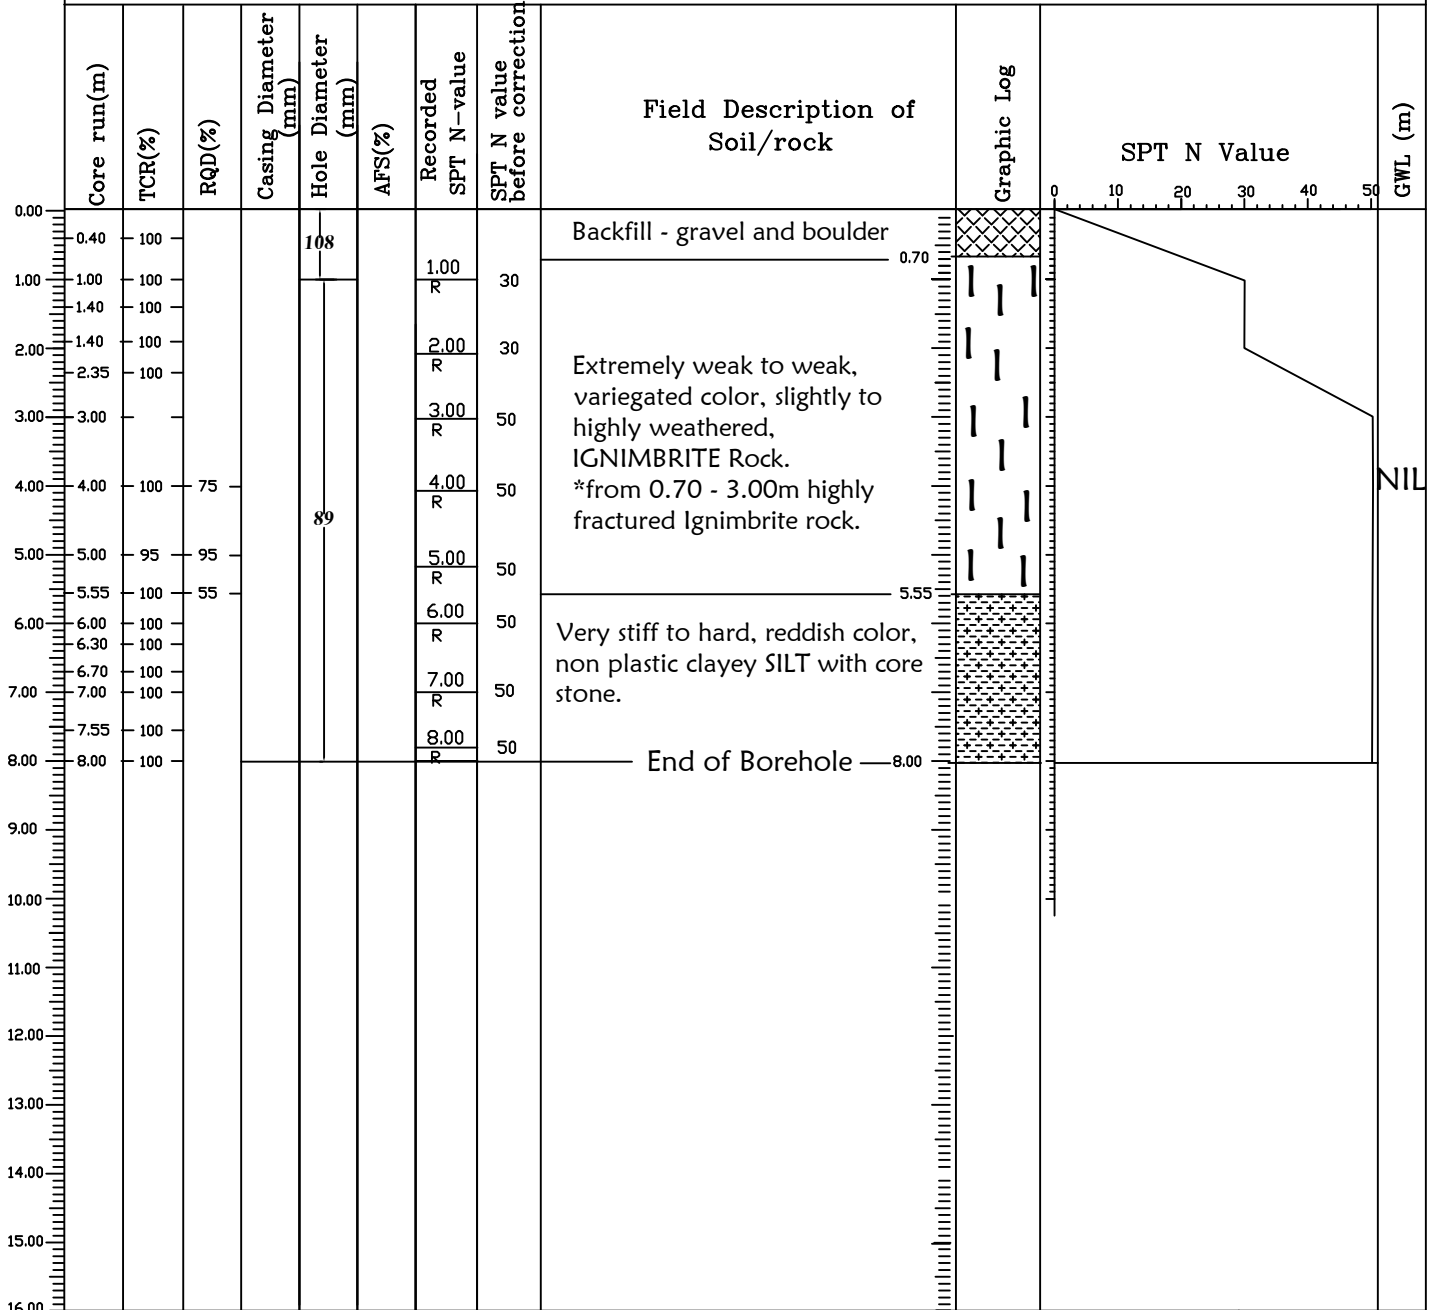 Core run(m)
TCR(%)
RQD(%)
Casing Diameter
(mm)
Hole Diameter
(mm)
AFS(%)
Recorded
SPT N-value
SPT N value
before correction
Field Description of
Soil/rock
Graphic Log
SPT N Value
0 10 20 30 40 50
GWL (m)
0.00
0.40 100 108 Backfill - gravel and boulder
0.70
1.00
1.00 1.00 100 R 30
1.40 100
1.40 100
2.00
2.00 R 30
2.35 100
Extremely weak to weak,
variegated color, slightly to
highly weathered,
IGNIMBRITE Rock.
*from 0.70 - 3.00m highly
fractured Ignimbrite rock.
3.00
3.00 3.00 R 50
4.00
4.00 4.00 100 75 R 50
NIL
89
5.00
5.00 5.00 100 95 95 R 50
5.55 100 55 5.55
6.00
6.00 6.00 100 R 50
6.30 100
6.70 100
Very stiff to hard, reddish color,
non plastic clayey SILT with core
stone.
7.00
7.00 7.00 100 R 50
7.55 100
8.00
8.00 8.00 100 R 50 End of Borehole 8.00
9.00
10.00
11.00
12.00
13.00
14.00
15.00
16.00